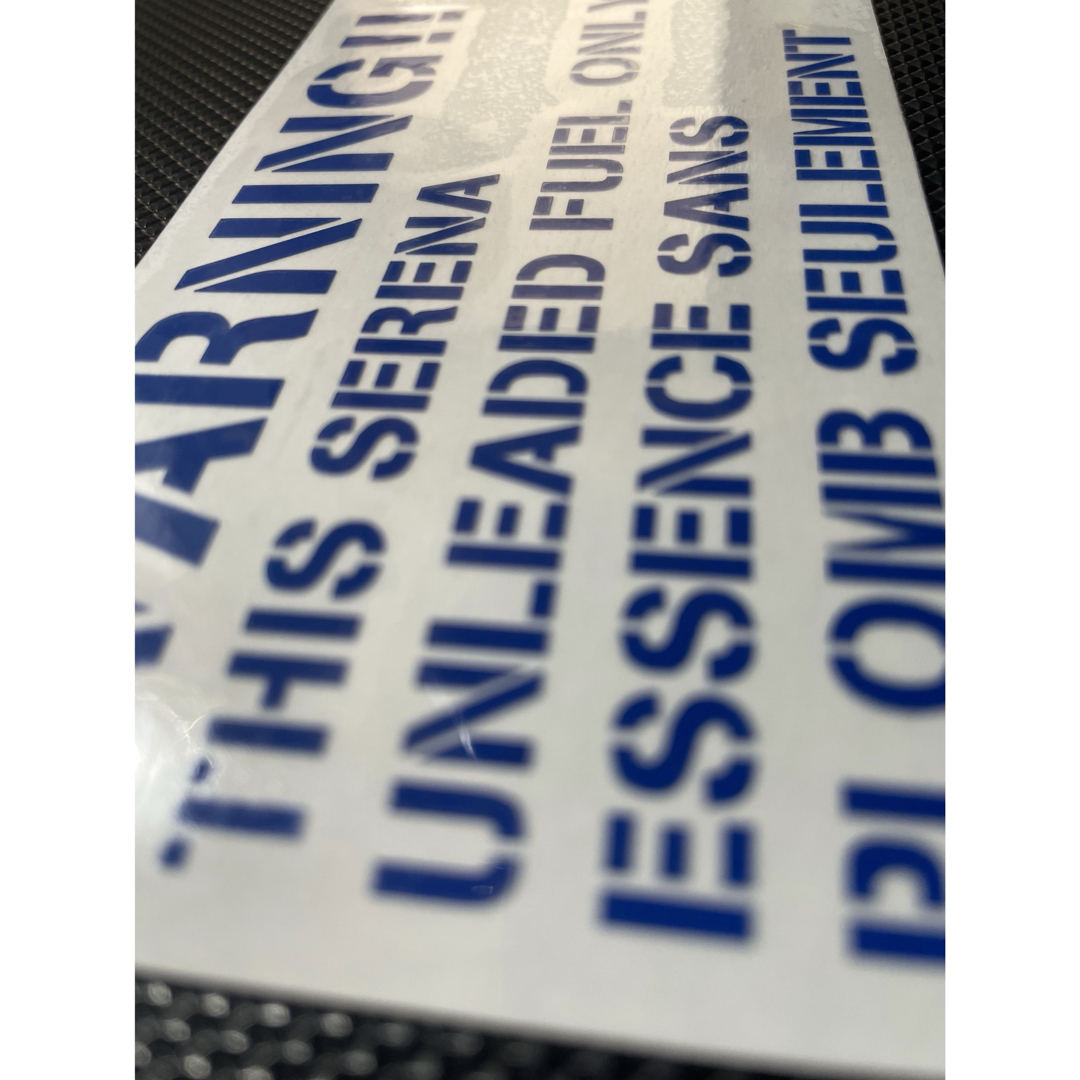 WARNING!!
THIS SERENA
UNLEADED FUEL ONLY
ESSENCE SANS
PLOMB SEULEMENT